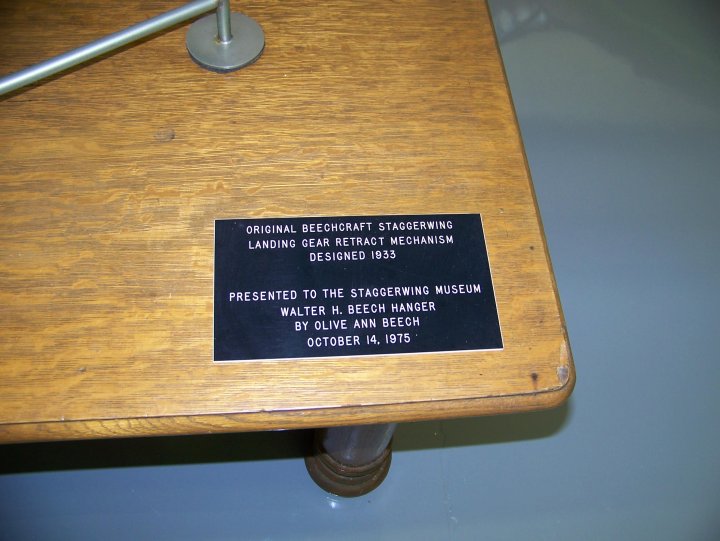 ORIGINAL BEECHCRAFT STAGGERWING
LANDING GEAR RETRACT MECHANISM
DESIGNED 1933
PRESENTED TO THE STAGGERWING MUSEUM
WALTER H. BEECH HANGER
BY OLIVE ANN BEECH
OCTOBER 14, 1975